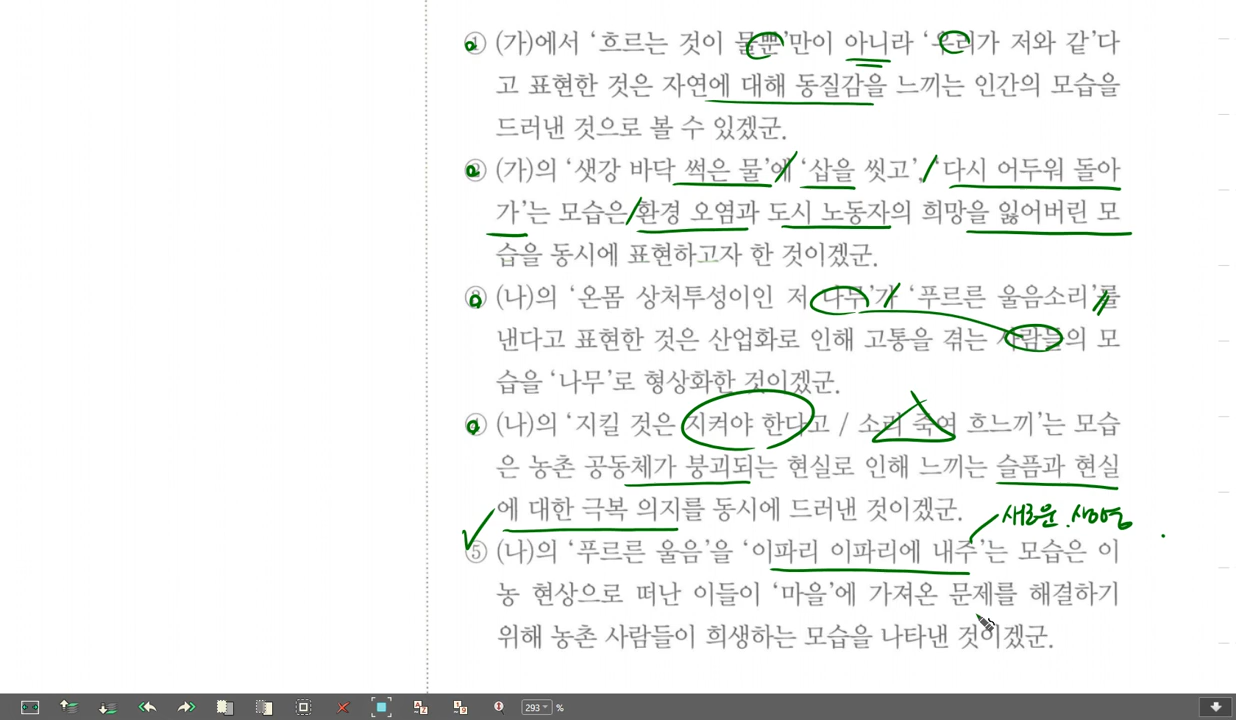 ① (가)에서 ‘흐르는 것이 물뿐’만이 아니라 ‘우리가 저와 같’다
고 표현한 것은 자연에 대해 동질감을 느끼는 인간의 모습을
드러낸 것으로 볼 수 있겠군.
② (가)의 ‘샛강 바닥 썩은 물’에 ‘삽을 씻고’, ‘다시 어두워 돌아
가’는 모습은 환경 오염과 도시 노동자의 희망을 잃어버린 모
습을 동시에 표현하고자 한 것이겠군.
③ (나)의 ‘온몸 상처투성이인 저 나무’가 ‘푸르른 울음소리’를
낸다고 표현한 것은 산업화로 인해 고통을 겪는 사람들의 모
습을 ‘나무’로 형상화한 것이겠군.
④ (나)의 ‘지킬 것은 지켜야 한다고 / 소리 죽여 흐느끼’는 모습
은 농촌 공동체가 붕괴되는 현실로 인해 느끼는 슬픔과 현실
에 대한 극복 의지를 동시에 드러낸 것이겠군.
새로운
⑤ (나)의 ‘푸르른 울음’을 ‘이파리 이파리에 내주’는 모습은 이
농 현상으로 떠난 이들이 ‘마을’에 가져온 문제를 해결하기
위해 농촌 사람들이 희생하는 모습을 나타낸 것이겠군.
293 %